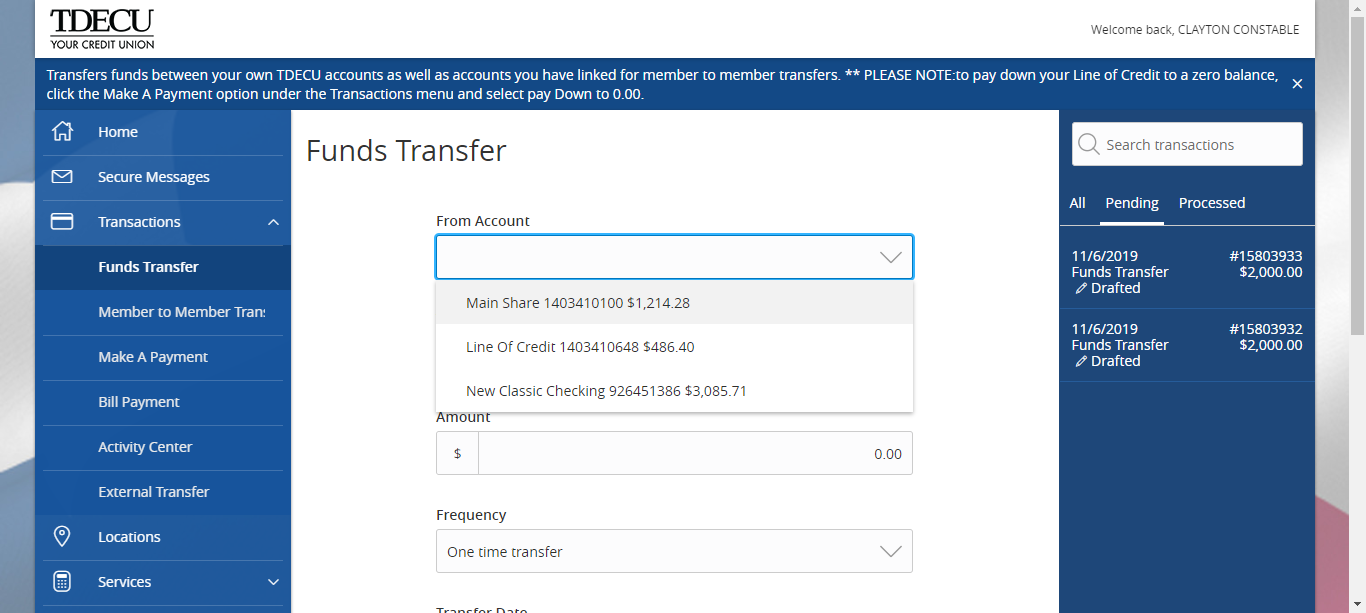 TDECU
YOUR CREDIT UNION
Welcome back, CLAYTON CONSTABLE
Transfers funds between your own TDECU accounts as well as accounts you have linked for member to member transfers. ** PLEASE NOTE:to pay down your Line of Credit to a zero balance,
click the Make A Payment option under the Transactions menu and select pay Down to 0.00.
Home
Secure Messages
Transactions
Funds Transfer
Member to Member Trans
Make A Payment
Bill Payment
Activity Center
External Transfer
Locations
Services
Funds Transfer
From Account
Main Share 1403410100 $1,214.28
Line Of Credit 1403410648 $486.40
New Classic Checking 926451386 $3,085.71
Amount
$ 0.00
Frequency
One time transfer
Transfer Date
Search transactions
All Pending Processed
11/6/2019 #15803933
Funds Transfer $2,000.00
Drafted
11/6/2019 #15803932
Funds Transfer $2,000.00
Drafted